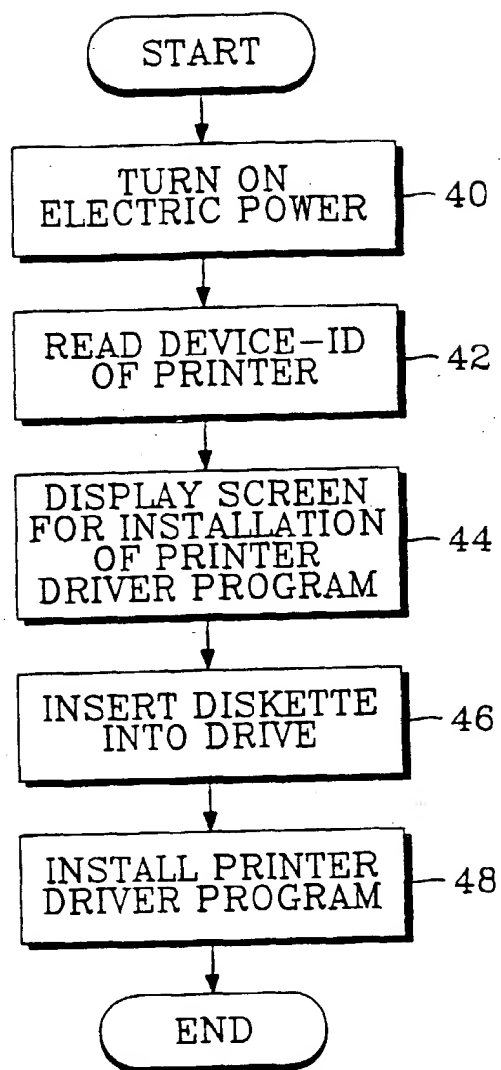 START
TURN ON
ELECTRIC POWER
40
READ DEVICE-ID
OF PRINTER
42
DISPLAY SCREEN
FOR INSTALLATION
OF PRINTER
DRIVER PROGRAM
44
INSERT DISKETTE
INTO DRIVE
46
INSTALL PRINTER
DRIVER PROGRAM
48
END